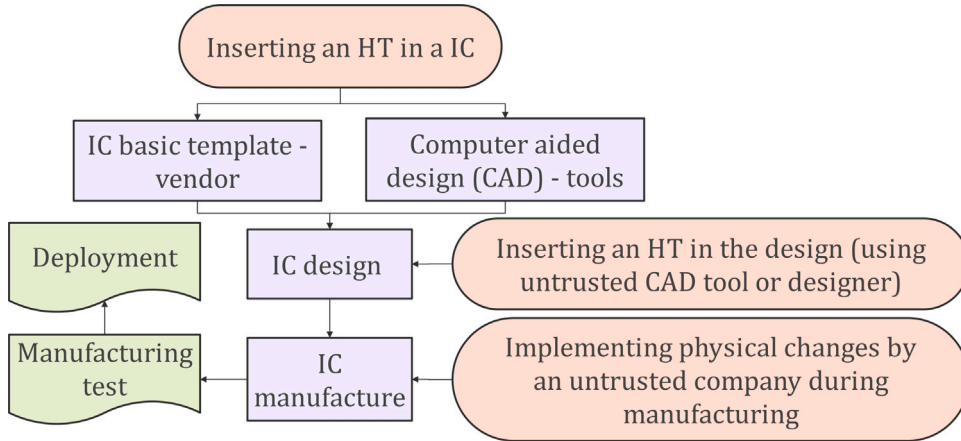 Inserting an HT in a IC
IC basic template -
vendor
Computer aided
design (CAD) - tools
Deployment
IC design
Inserting an HT in the design (using
untrusted CAD tool or designer)
Manufacturing
test
IC
manufacture
Implementing physical changes by
an untrusted company during
manufacturing